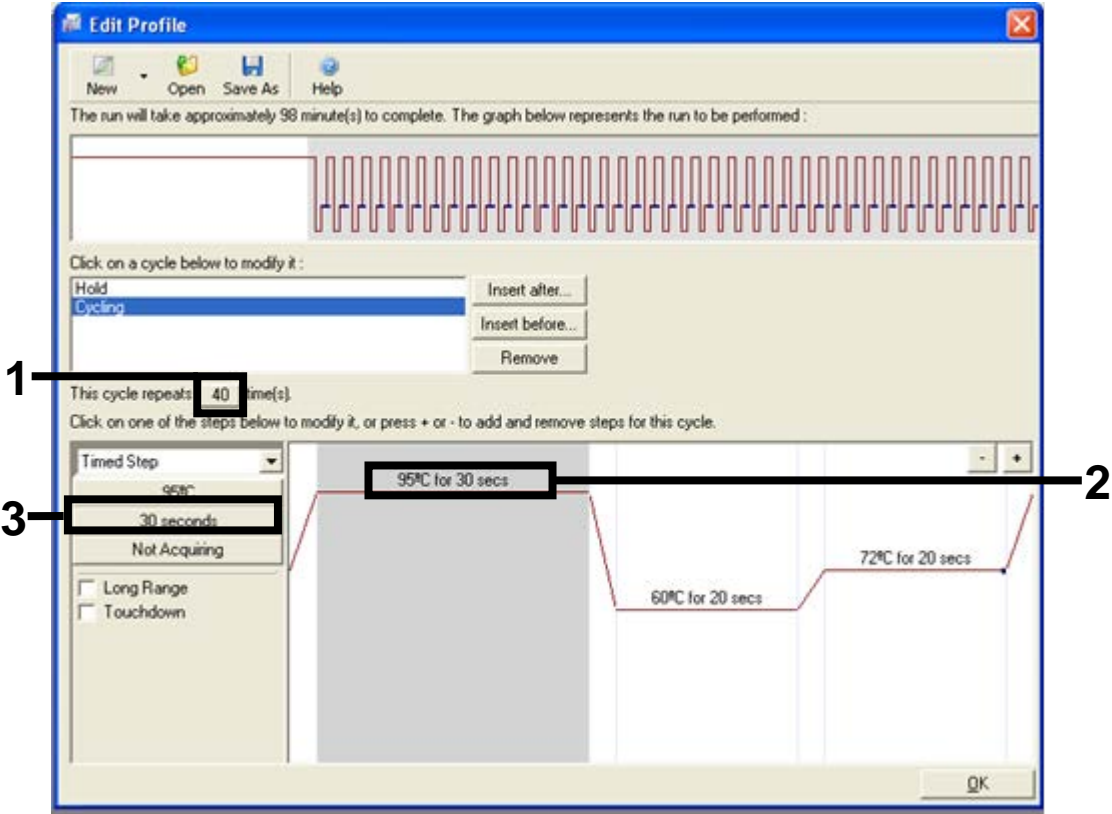 Edit Profile
New Open Save As Help
The run will take approximately 98 minute(s) to complete. The graph below represents the run to be performed :
Click on a cycle below to modify it :
Hold
Cycling
Insert after...
Insert before...
Remove
1
This cycle repeats 40 time(s).
Click on one of the steps below to modify it, or press + or - to add and remove steps for this cycle.
Timed Step
- +
95ºC
95ºC for 30 secs
2
3
30 seconds
Not Acquiring
72ºC for 20 secs
Long Range
60ºC for 20 secs
Touchdown
OK